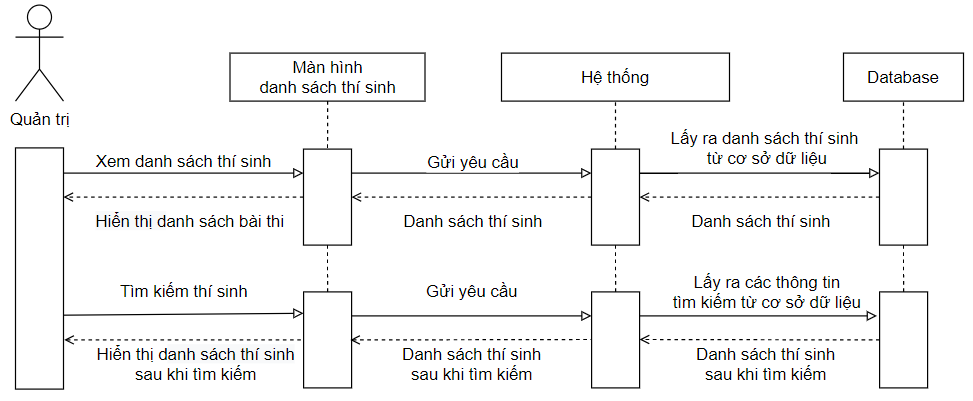 Màn hình
danh sách thí sinh
Hệ thống
Database
Quản trị
Xem danh sách thí sinh
Gửi yêu cầu
Lấy ra danh sách thí sinh
từ cơ sở dữ liệu
Hiển thị danh sách bài thi
Danh sách thí sinh
Danh sách thí sinh
Tìm kiếm thí sinh
Gửi yêu cầu
Lấy ra các thông tin
tìm kiếm từ cơ sở dữ liệu
Hiển thị danh sách thí sinh
sau khi tìm kiếm
Danh sách thí sinh
sau khi tìm kiếm
Danh sách thí sinh
sau khi tìm kiếm